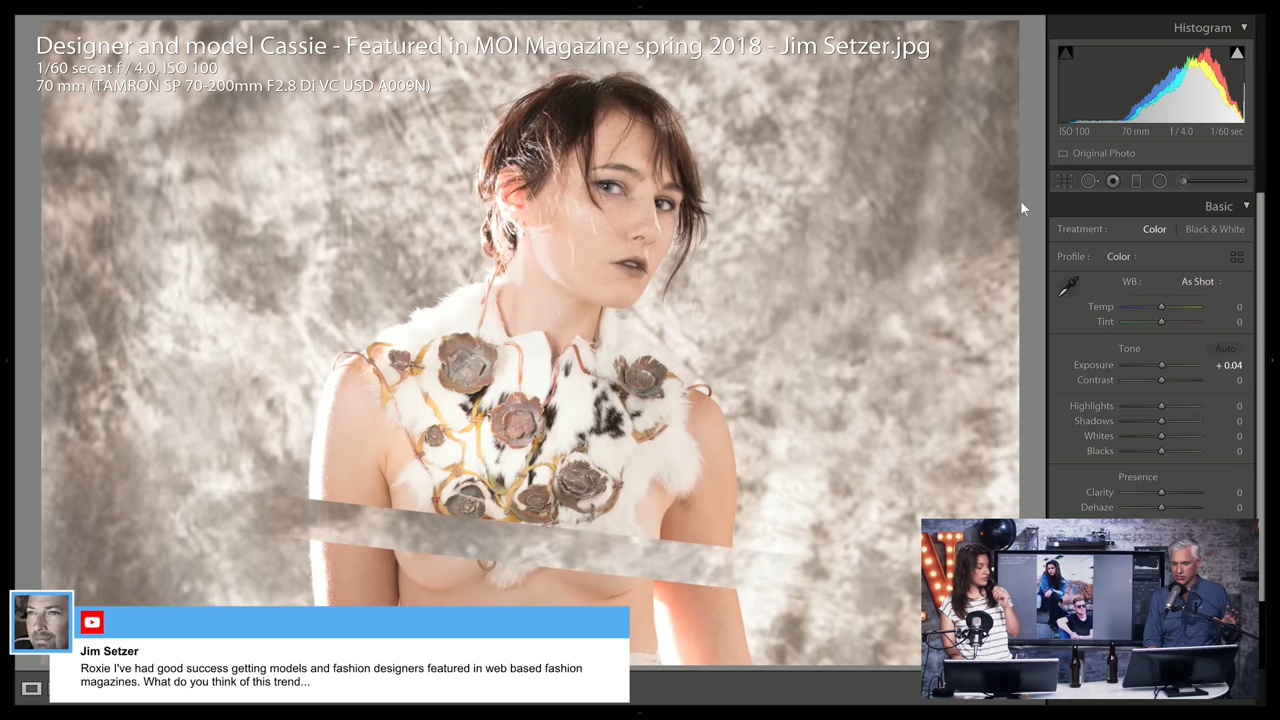 Designer and model Cassie - Featured in MOI Magazine spring 2018 - Jim Setzer.jpg
1/60 sec at f / 4.0, ISO 100
70 mm (TAMRON SP 70-200mm F2.8 Di VC USD A009N)
Histogram
ISO 100 70 mm f / 4.0 1/60 sec
Original Photo
Basic
Treatment : Color Black & White
Profile : Color
WB : As Shot
Temp 0
Tint 0
Tone Auto
Exposure + 0.04
Contrast 0
Highlights 0
Shadows 0
Whites 0
Blacks 0
Presence
Clarity 0
Dehaze 0
Jim Setzer
Roxie I've had good success getting models and fashion designers featured in web based fashion
magazines. What do you think of this trend...